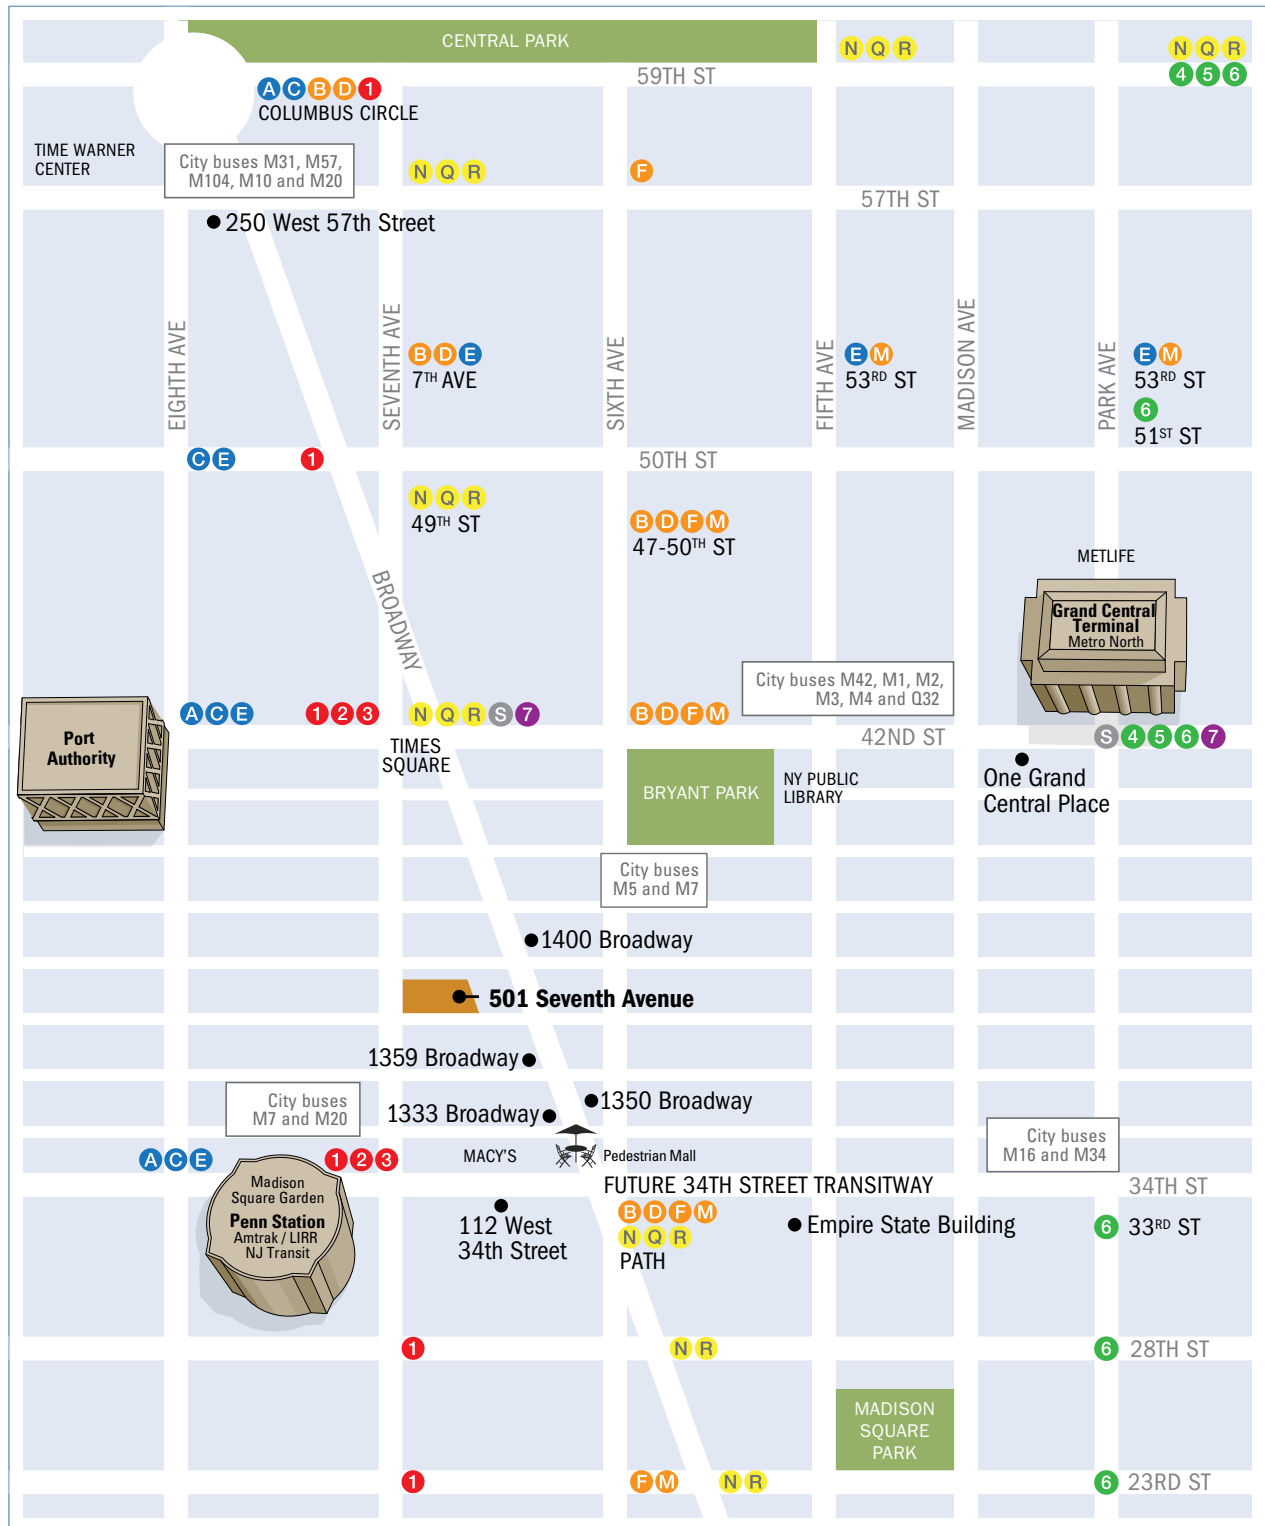 CENTRAL PARK
N Q R
N Q R
4 5 6
59TH ST
A C B D 1
COLUMBUS CIRCLE
TIME WARNER
CENTER
City buses M31, M57,
M104, M10 and M20
N Q R
F
57TH ST
250 West 57th Street
EIGHTH AVE
SEVENTH AVE
SIXTH AVE
FIFTH AVE
MADISON AVE
PARK AVE
B D E
7TH AVE
E M
53RD ST
E M
53RD ST
6
51ST ST
C E
1
50TH ST
N Q R
49TH ST
B D F M
47-50TH ST
BROADWAY
METLIFE
Grand Central
Terminal
Metro North
City buses M42, M1, M2,
M3, M4 and Q32
Port
Authority
A C E
1 2 3
N Q R S 7
B D F M
42ND ST
S 4 5 6 7
TIMES
SQUARE
BRYANT PARK
NY PUBLIC
LIBRARY
One Grand
Central Place
City buses
M5 and M7
1400 Broadway
501 Seventh Avenue
1359 Broadway
City buses
M7 and M20
1333 Broadway
1350 Broadway
City buses
M16 and M34
A C E
1 2 3
MACY'S
Pedestrian Mall
Madison
Square Garden
Penn Station
Amtrak / LIRR
NJ Transit
FUTURE 34TH STREET TRANSITWAY
34TH ST
112 West
34th Street
B D F M
N Q R
PATH
Empire State Building
6
33RD ST
1
N R
6
28TH ST
MADISON
SQUARE
PARK
1
F M
N R
6
23RD ST